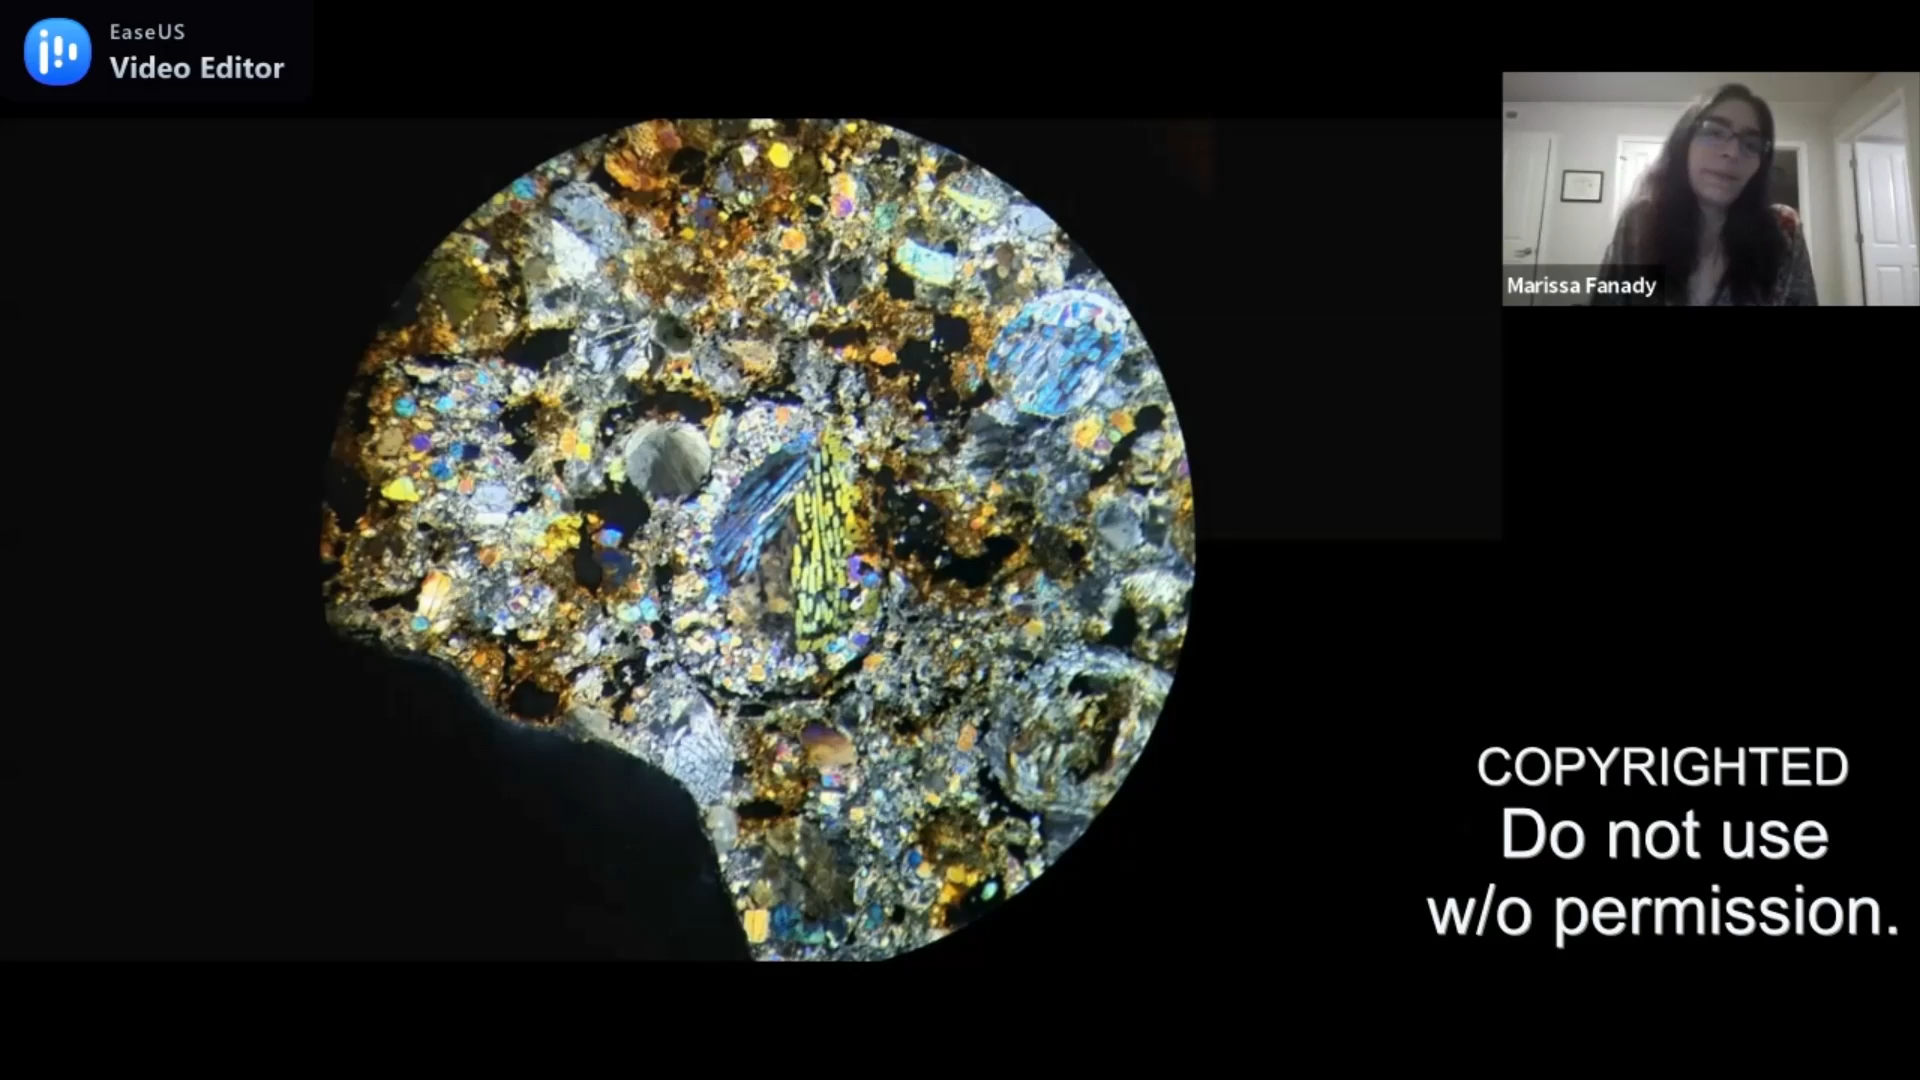 EaseUS
Video Editor
Marissa Fanady
COPYRIGHTED
Do not use
w/o permission.